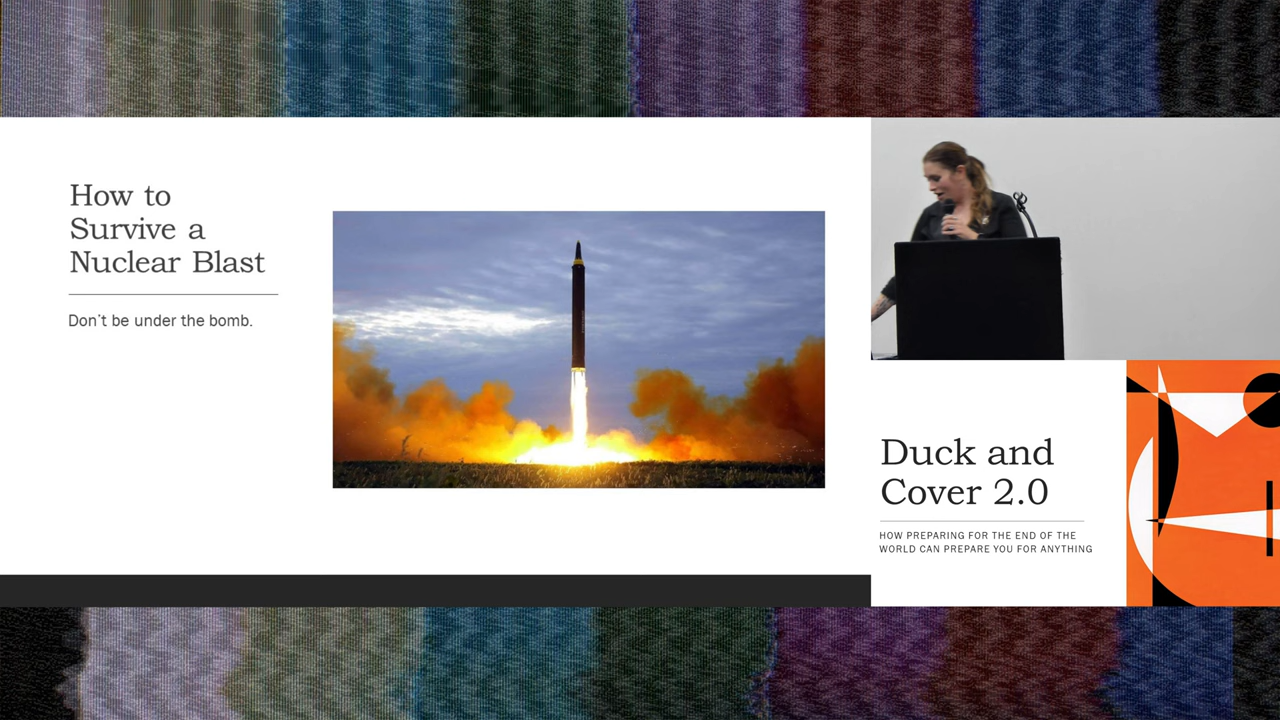 How to
Survive a
Nuclear Blast
Don't be under the bomb.
Duck and
Cover 2.0
HOW PREPARING FOR THE END OF THE
WORLD CAN PREPARE YOU FOR ANYTHING